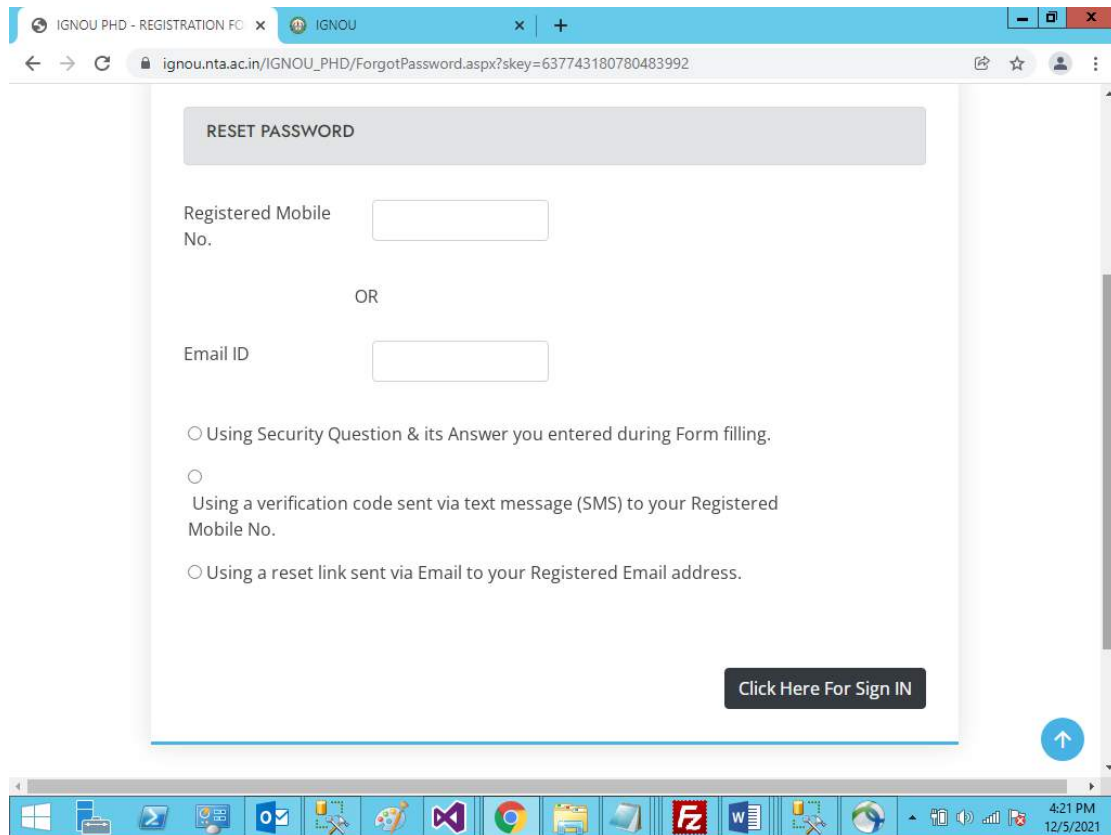 IGNOU PHD - REGISTRATION FO
IGNOU
ignou.nta.ac.in/IGNOU_PHD/ForgotPassword.aspx?skey=637743180780483992
RESET PASSWORD
Registered Mobile
No.
OR
Email ID
Using Security Question & its Answer you entered during Form filling.
Using a verification code sent via text message (SMS) to your Registered
Mobile No.
Using a reset link sent via Email to your Registered Email address.
Click Here For Sign IN
4:21 PM
12/5/2021